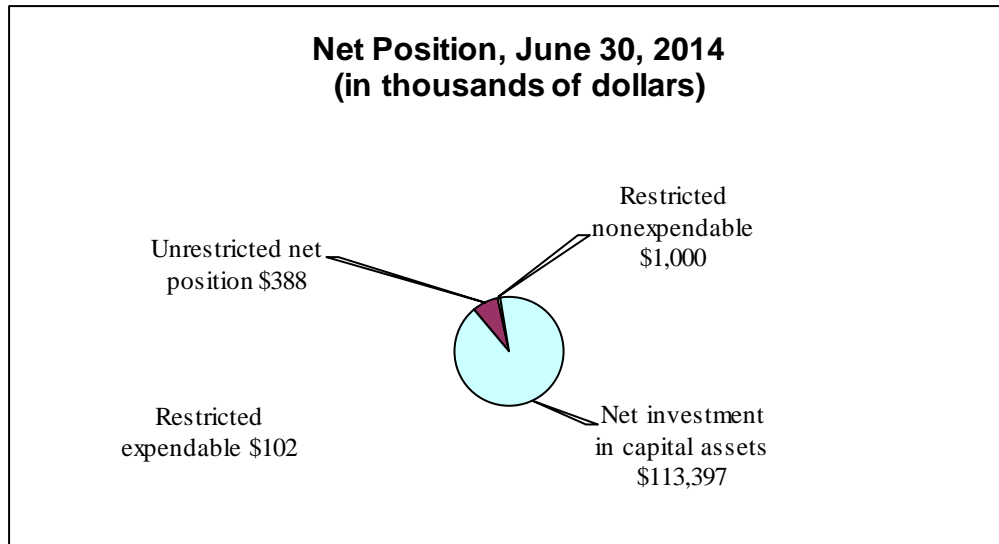 Net Position, June 30, 2014
(in thousands of dollars)
Restricted
nonexpendable
$1,000
Unrestricted net
position $388
Restricted
expendable $102
Net investment
in capital assets
$113,397